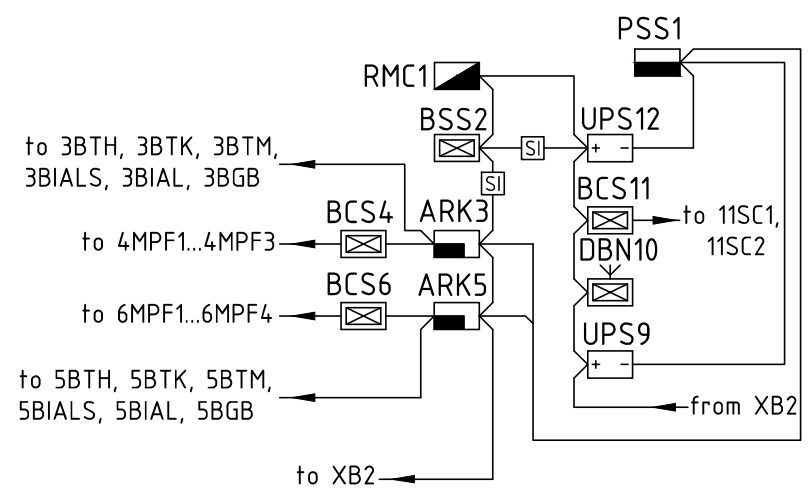 PSS1
RMC1
BSS2
UPS12
SI
to 3BTH, 3BTK, 3BTM,
3BIALS, 3BIAL, 3BGB
SI
BCS11
BCS4
ARK3
to 11SC1,
11SC2
to 4MPF1...4MPF3
DBN10
BCS6
ARK5
to 6MPF1...6MPF4
UPS9
to 5BTH, 5BTK, 5BTM,
5BIALS, 5BIAL, 5BGB
from XB2
to XB2